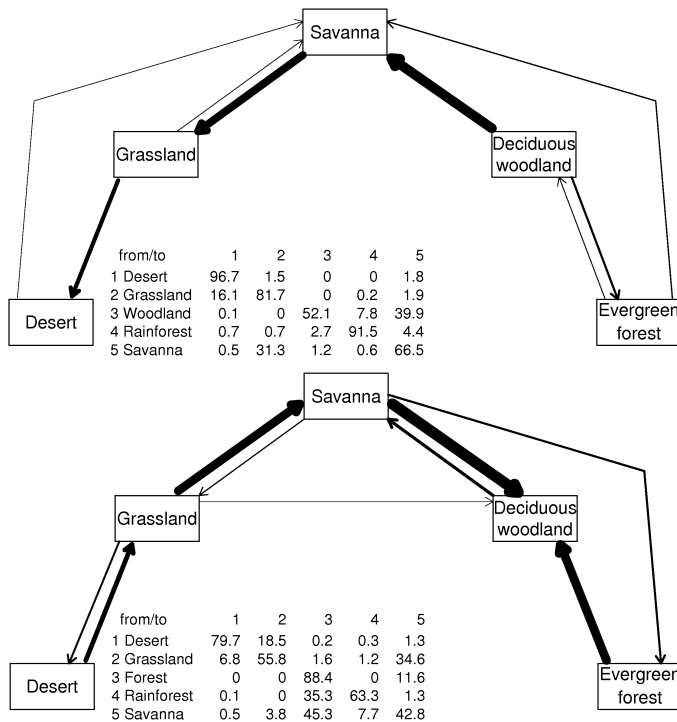 Savanna
Grassland
Deciduous
woodland
Desert
Evergreen
forest
from/to 1 2 3 4 5
1 Desert 96.7 1.5 0 0 1.8
2 Grassland 16.1 81.7 0 0.2 1.9
3 Woodland 0.1 0 52.1 7.8 39.9
4 Rainforest 0.7 0.7 2.7 91.5 4.4
5 Savanna 0.5 31.3 1.2 0.6 66.5
Savanna
Grassland
Deciduous
woodland
Desert
Evergreen
forest
from/to 1 2 3 4 5
1 Desert 79.7 18.5 0.2 0.3 1.3
2 Grassland 6.8 55.8 1.6 1.2 34.6
3 Forest 0 0 88.4 0 11.6
4 Rainforest 0.1 0 35.3 63.3 1.3
5 Savanna 0.5 3.8 45.3 7.7 42.8